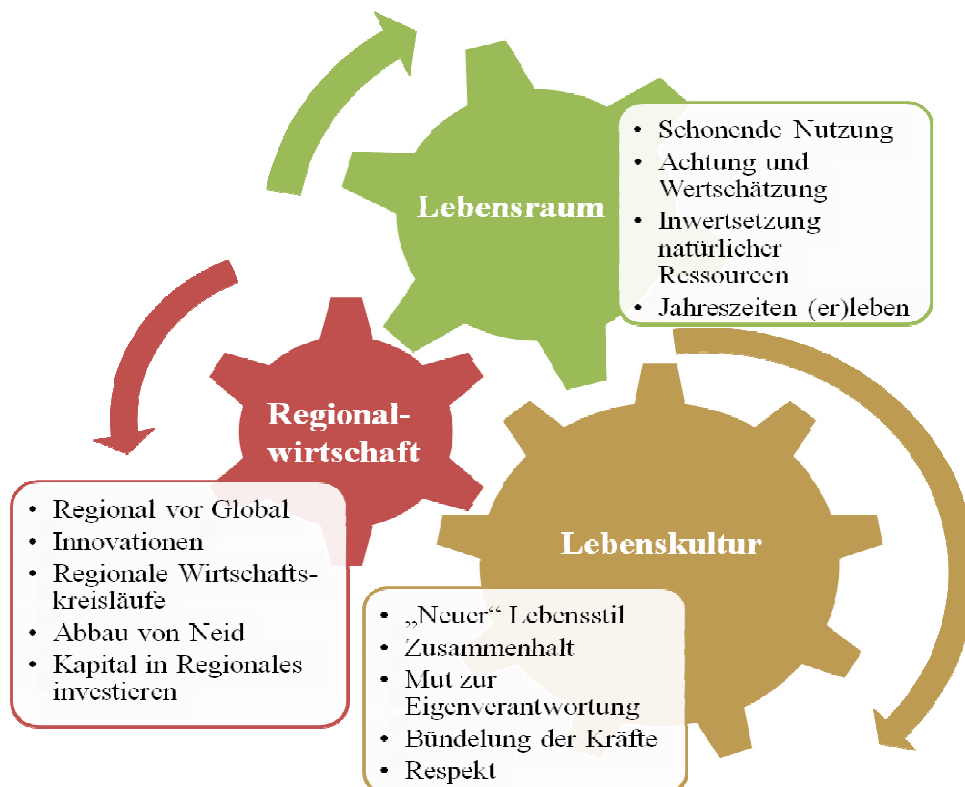 Lebensraum
• Schonende Nutzung
• Achtung und
Wertschätzung
• Inwertsetzung
natürlicher
Ressourcen
• Jahreszeiten (er)leben
Regional-
wirtschaft
• Regional vor Global
• Innovationen
• Regionale Wirtschafts-
kreisläufe
• Abbau von Neid
• Kapital in Regionales
investieren
Lebenskultur
• „Neuer“ Lebensstil
• Zusammenhalt
• Mut zur
Eigenverantwortung
• Bündelung der Kräfte
• Respekt